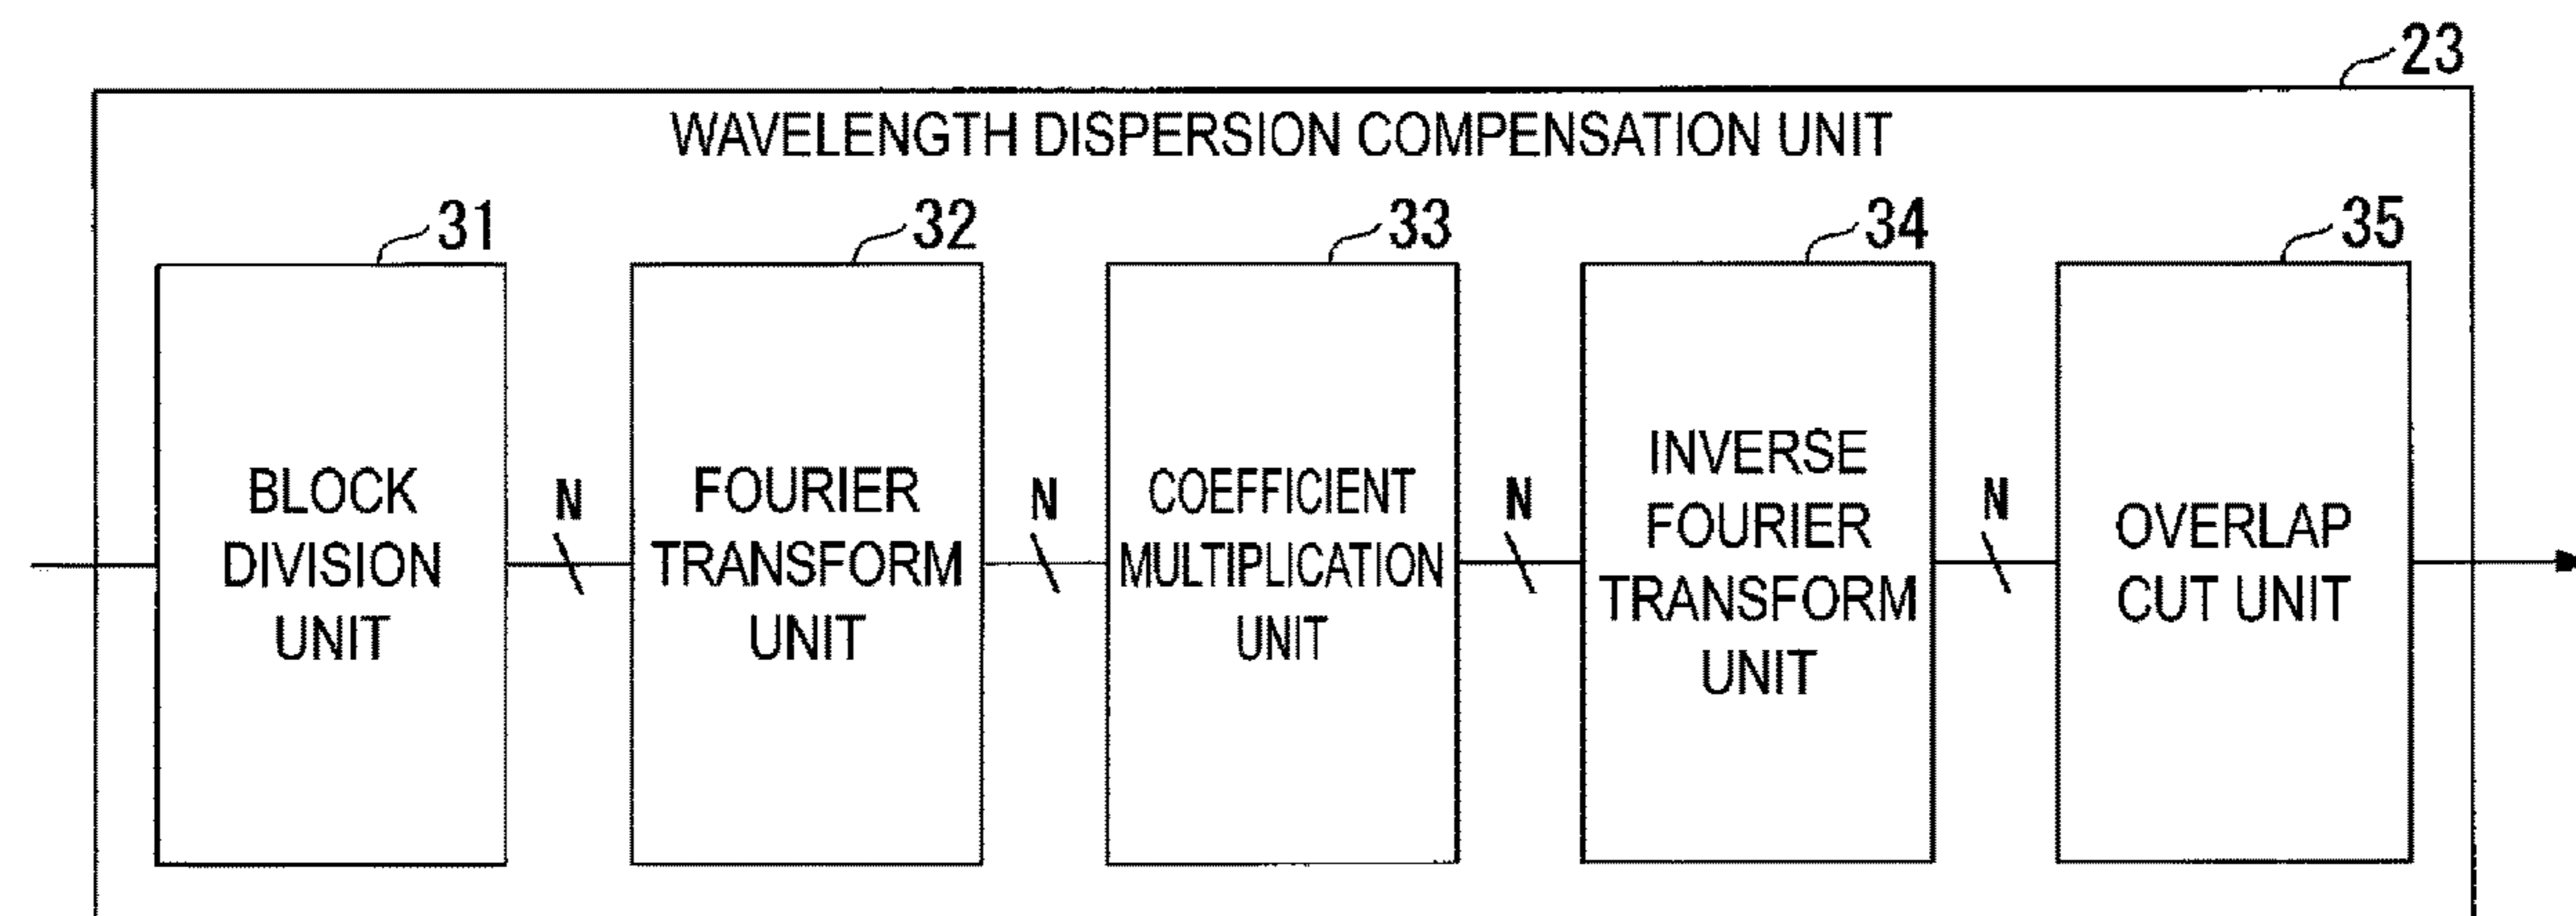 23
WAVELENGTH DISPERSION COMPENSATION UNIT
31
32
33
34
35
BLOCK
DIVISION
UNIT
N
FOURIER
TRANSFORM
UNIT
N
COEFFICIENT
MULTIPLICATION
UNIT
N
INVERSE
FOURIER
TRANSFORM
UNIT
N
OVERLAP
CUT UNIT